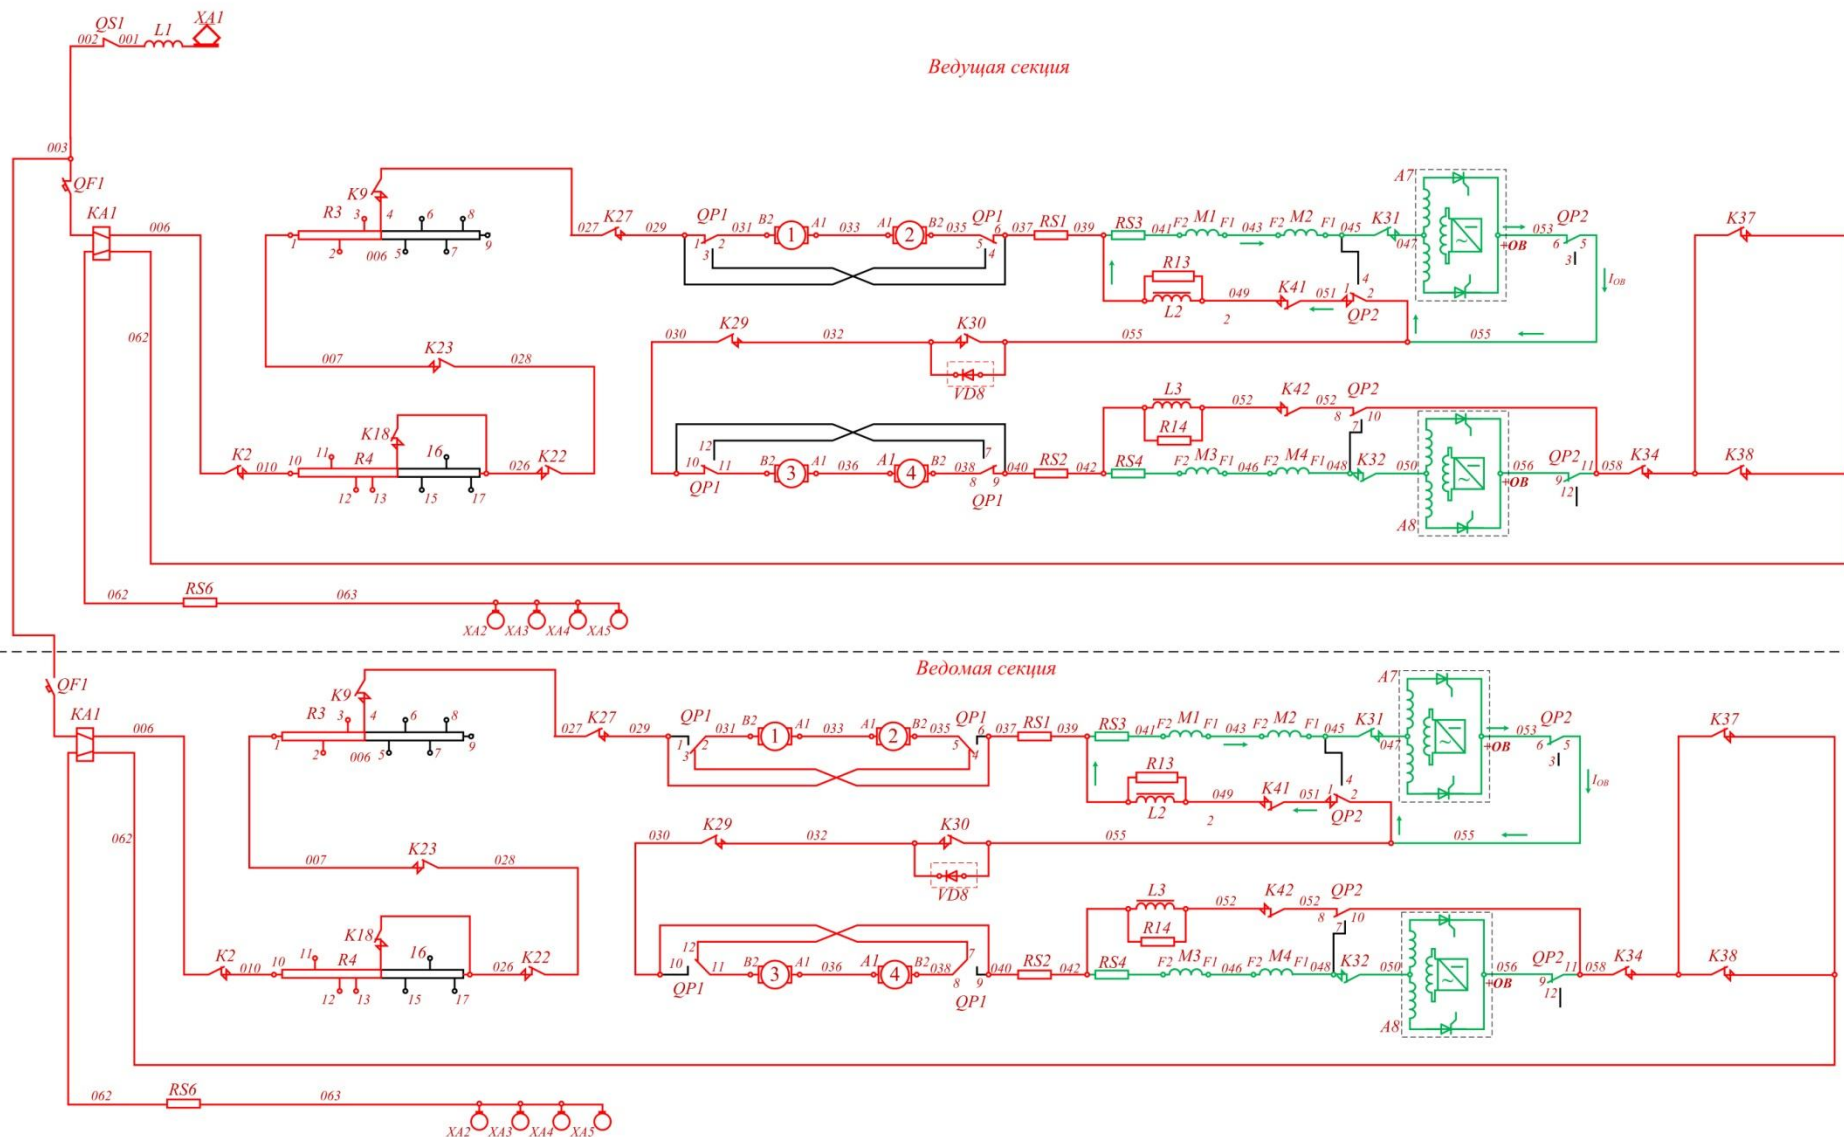 XA1
QS1 L1
002 001
Ведущая секция
003
QF1 K9 A7
KA1 R3 3 4 6 8 K27 QP1 B2 A1 A1 B2 QP1 RS1 RS3 M1 M2 K31 QP2 K37
006 027 029 031 1 033 2 035 037 039 041 F2 F1 043 F2 F1 045 047 053
1 2 006 5 7 9 1 2 3 6 5 4 +OB 6 5 3
R13 4 I_OB
049 K41 051 1 2
L2 2 QP2
062 K29 K30
030 032 055 055
007 K23 028
VD8
L3 K42 QP2
052 052 8 10
K18 12 R14 7 7
K2 11 R4 16 K22 10 11 B2 A1 A1 B2 RS2 RS4 M3 M4 K32 QP2 K34 K38
010 10 026 3 036 4 038 040 042 F2 F1 046 F2 F1 048 050 056 11 058
12 13 15 17 QP1 8 9 QP1 +OB 9 12
A8
062 RS6 063
XA2 XA3 XA4 XA5
Ведомая секция
QF1 K9 A7
KA1 R3 3 4 6 8 K27 QP1 B2 A1 A1 B2 QP1 RS1 RS3 M1 M2 K31 QP2 K37
006 027 029 031 1 033 2 035 037 039 041 F2 F1 043 F2 F1 045 047 053
1 2 006 5 7 9 1 2 3 6 5 4 +OB 6 5 3
R13 4 I_OB
049 K41 051 1 2
L2 2 QP2
062 K29 K30
030 032 055 055
007 K23 028
VD8
L3 K42 QP2
052 052 8 10
K18 12 R14 7 7
K2 11 R4 16 K22 10 11 B2 A1 A1 B2 RS2 RS4 M3 M4 K32 QP2 K34 K38
010 10 026 3 036 4 038 040 042 F2 F1 046 F2 F1 048 050 056 11 058
12 13 15 17 QP1 8 9 QP1 +OB 9 12
A8
062 RS6 063
XA2 XA3 XA4 XA5